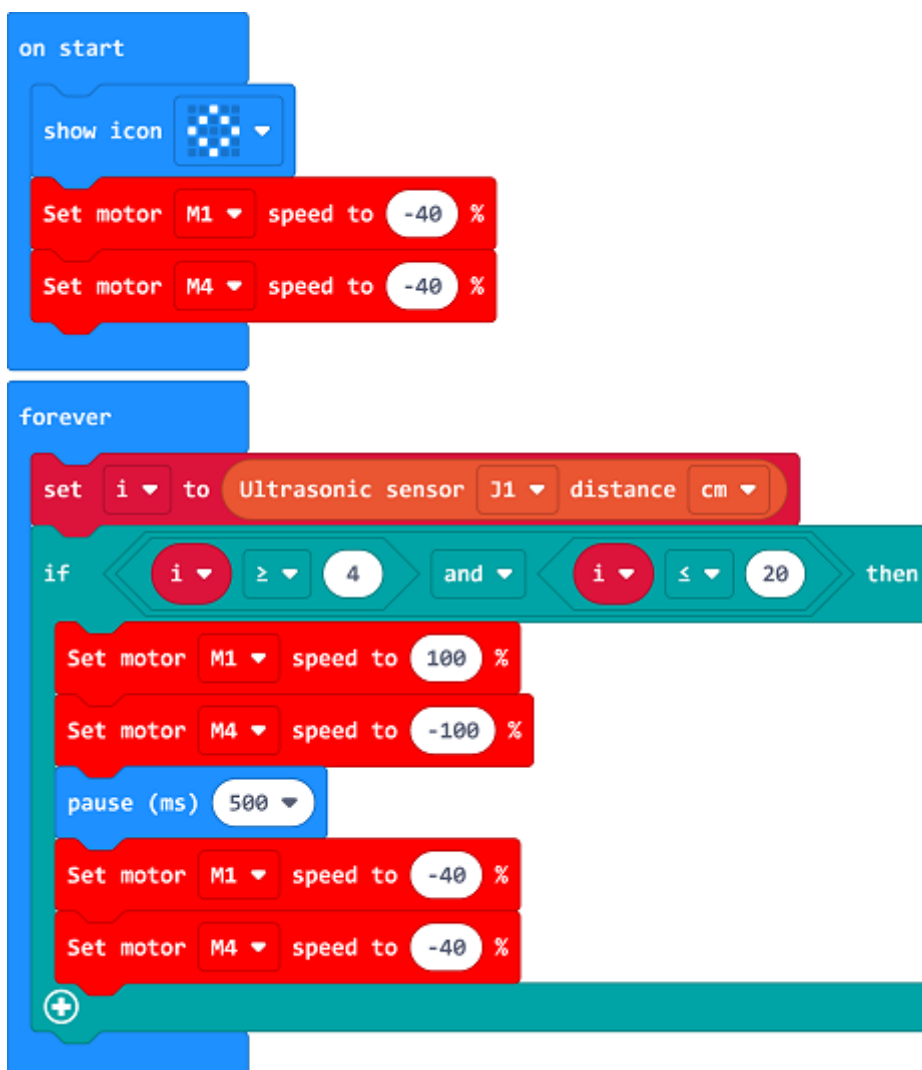 on start
show icon
Set motor M1 speed to -40 %
Set motor M4 speed to -40 %
forever
set i to Ultrasonic sensor J1 distance cm
if i ≥ 4 and i ≤ 20 then
Set motor M1 speed to 100 %
Set motor M4 speed to -100 %
pause (ms) 500
Set motor M1 speed to -40 %
Set motor M4 speed to -40 %